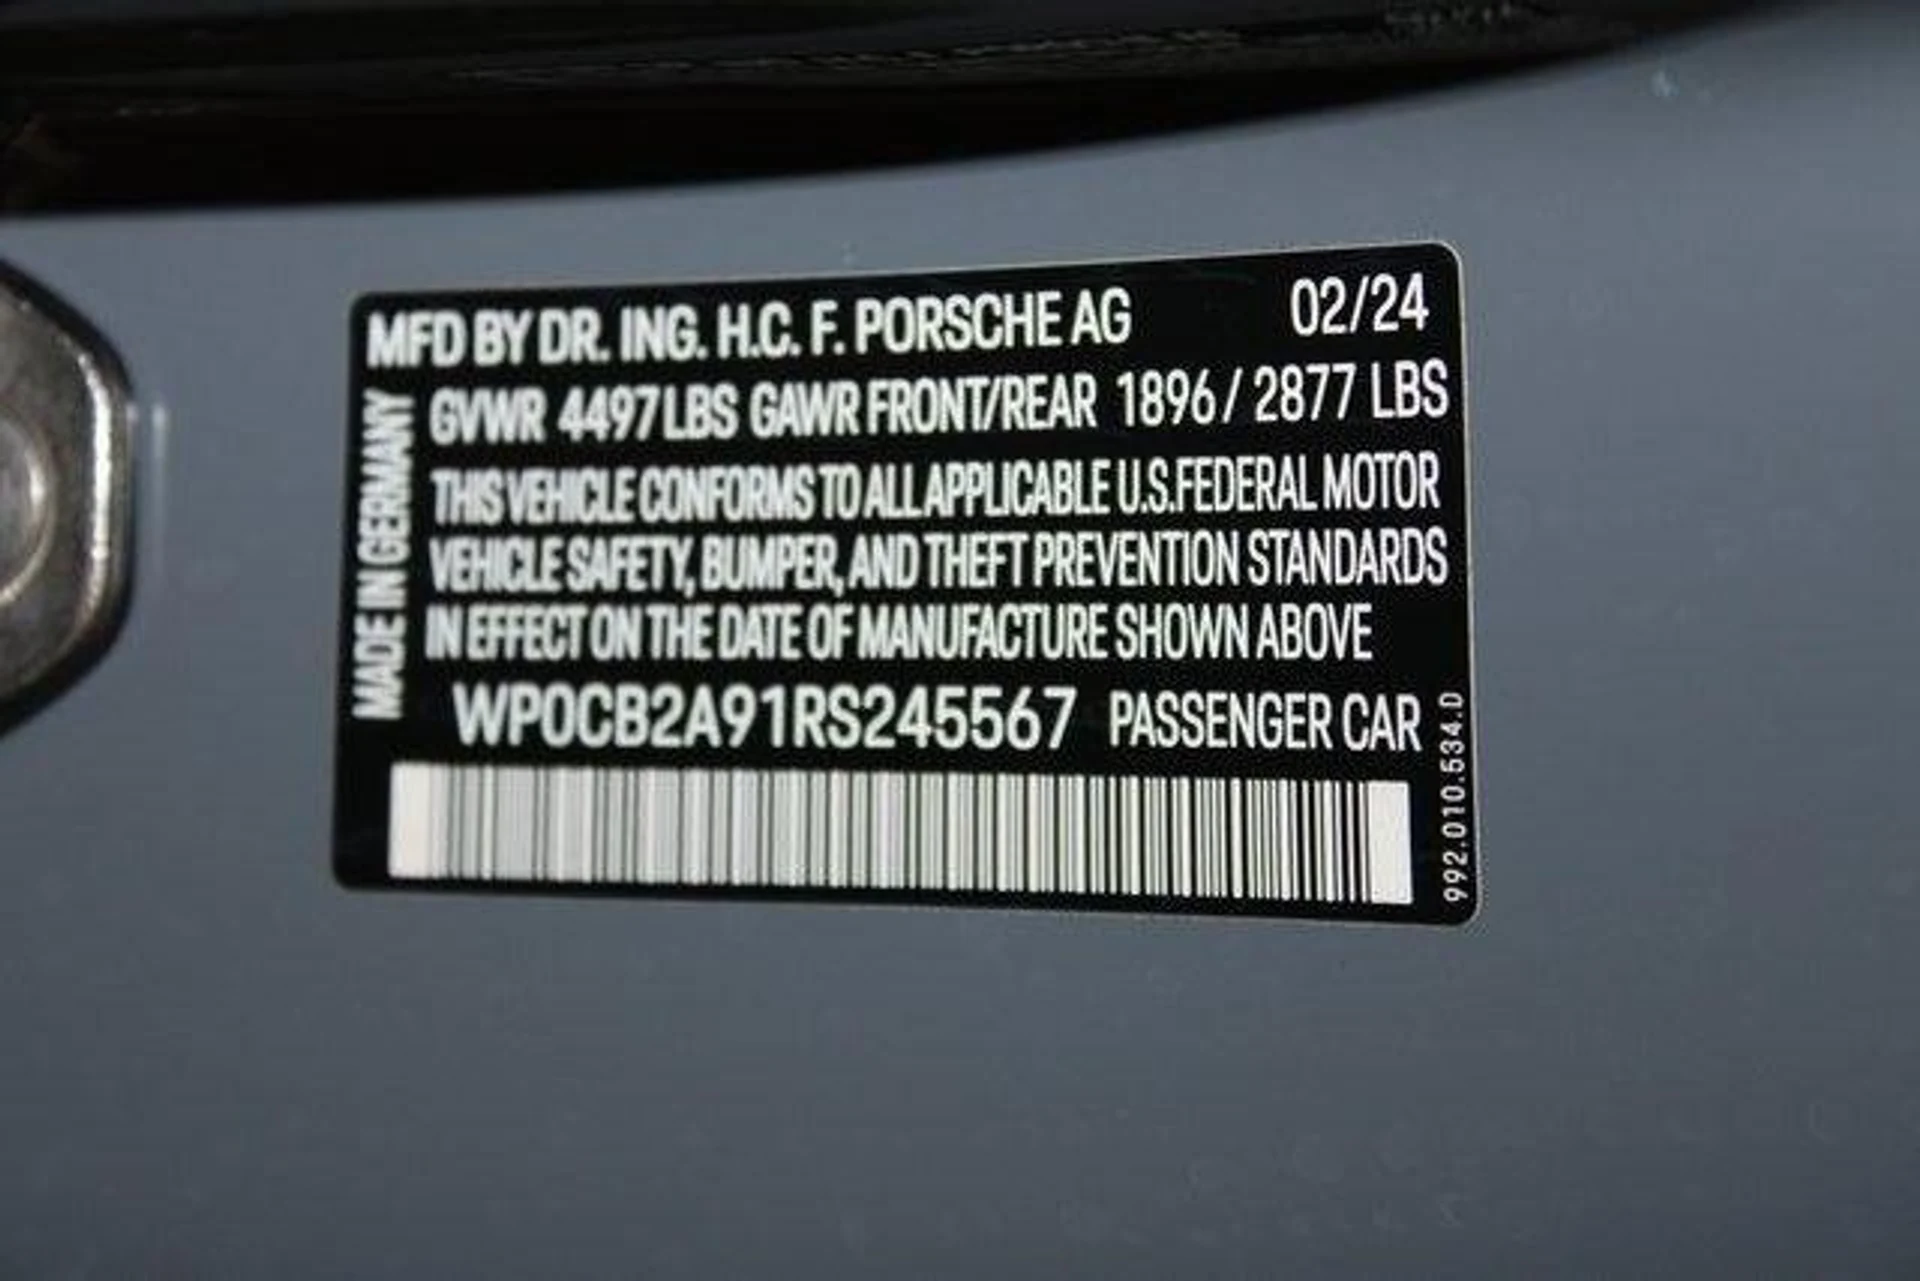 MFD BY DR. ING. H.C. F. PORSCHE AG 02/24
GVWR 4497LBS GAWR FRONT/REAR 1896 / 2877 LBS
THIS VEHICLE CONFORMS TO ALL APPLICABLE U.S.FEDERAL MOTOR
VEHICLE SAFETY, BUMPER, AND THEFT PREVENTION STANDARDS
IN EFFECT ON THE DATE OF MANUFACTURE SHOWN ABOVE
WP0CB2A91RS245567 PASSENGER CAR
MADE IN GERMANY
992.010.534.D